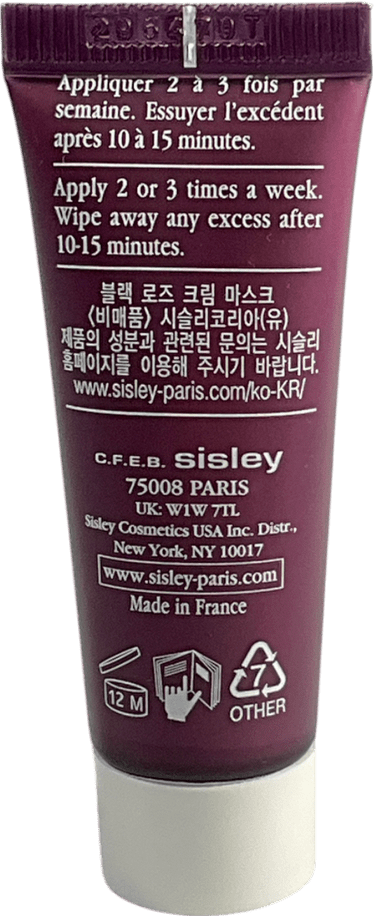 Appliquer 2 à 3 fois par
semaine. Essuyer l'excédent
après 10 à 15 minutes.
Apply 2 or 3 times a week.
Wipe away any excess after
10-15 minutes.
블랙 로즈 크림 마스크
〈비매품〉 시슬리코리아(유)
제품의 성분과 관련된 문의는 시슬리
홈페이지를 이용해 주시기 바랍니다.
www.sisley-paris.com/ko-KR/
C.F.E.B. sisley
75008 PARIS
UK: W1W 7TL
Sisley Cosmetics USA Inc. Distr.,
New York, NY 10017
www.sisley-paris.com
Made in France
12 M
7
OTHER